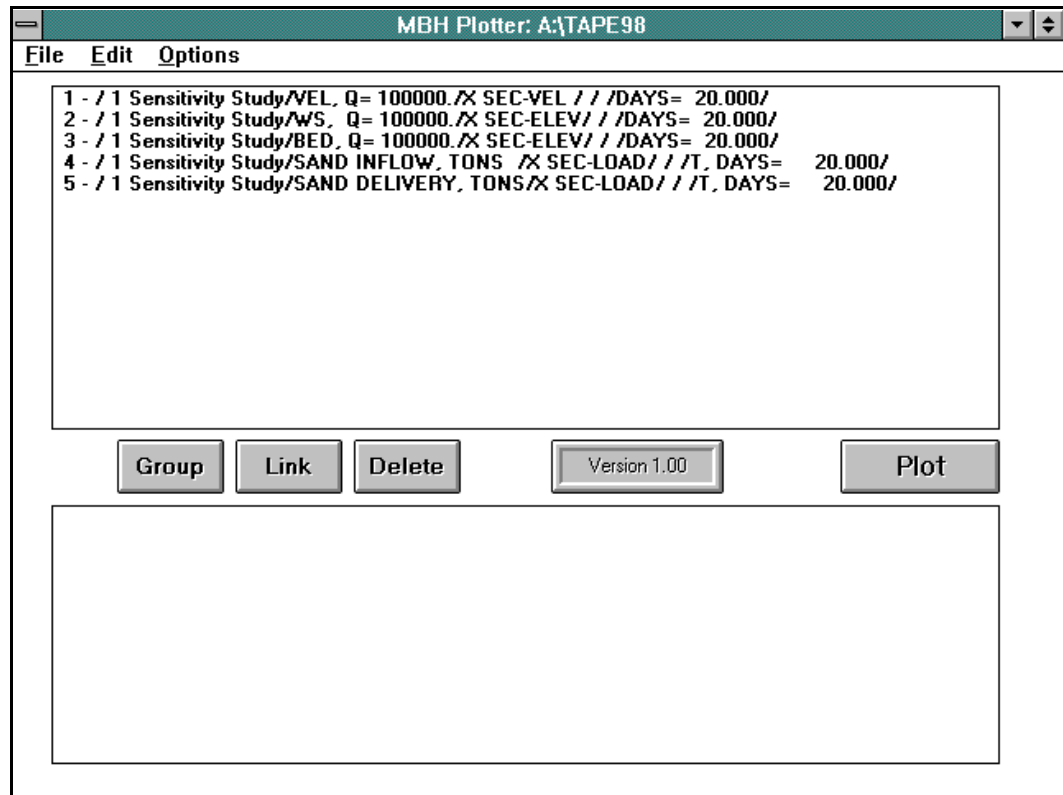 MBH Plotter: A:\TAPE98
File Edit Options
1 - / 1 Sensitivity Study/VEL, Q= 100000./X SEC-VEL / / /DAYS= 20.000/
2 - / 1 Sensitivity Study/WS, Q= 100000./X SEC-ELEV/ / /DAYS= 20.000/
3 - / 1 Sensitivity Study/BED, Q= 100000./X SEC-ELEV/ / /DAYS= 20.000/
4 - / 1 Sensitivity Study/SAND INFLOW, TONS /X SEC-LOAD/ / /T, DAYS= 20.000/
5 - / 1 Sensitivity Study/SAND DELIVERY, TONS/X SEC-LOAD/ / /T, DAYS= 20.000/
Group Link Delete Version 1.00 Plot